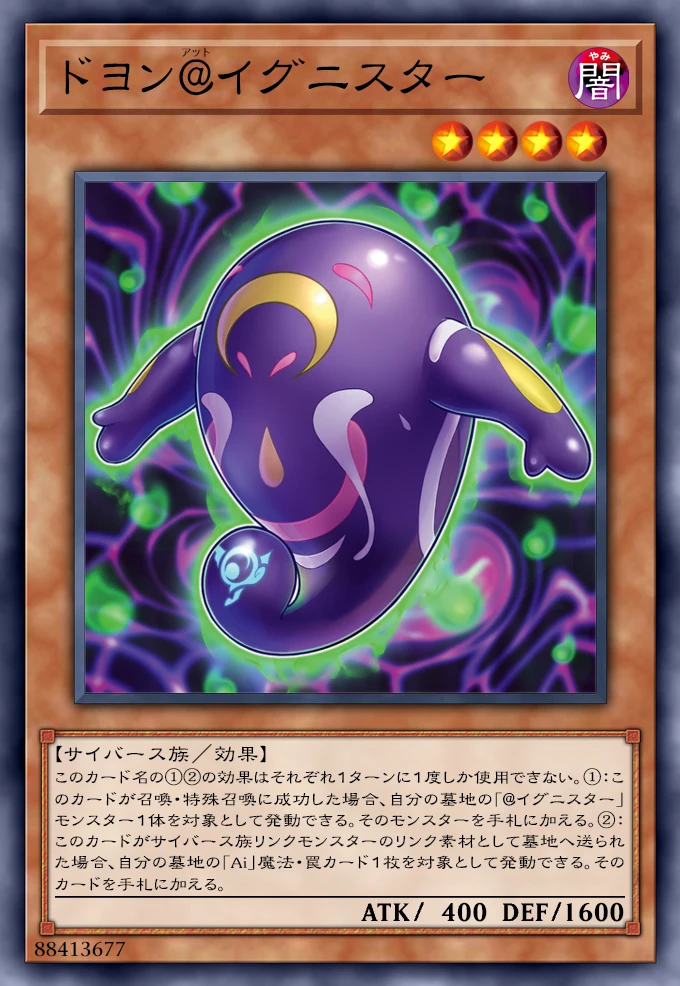 アット
ドヨン@イグニスター
やみ
闇
【サイバース族／効果】
このカード名の①②の効果はそれぞれ1ターンに1度しか使用できない。①：こ
のカードが召喚・特殊召喚に成功した場合、自分の墓地の「@イグニスター」
モンスター1体を対象として発動できる。そのモンスターを手札に加える。②：
このカードがサイバース族リンクモンスターのリンク素材として墓地へ送られ
た場合、自分の墓地の「Ai」魔法・罠カード1枚を対象として発動できる。その
カードを手札に加える。
ATK/ 400 DEF/1600
88413677